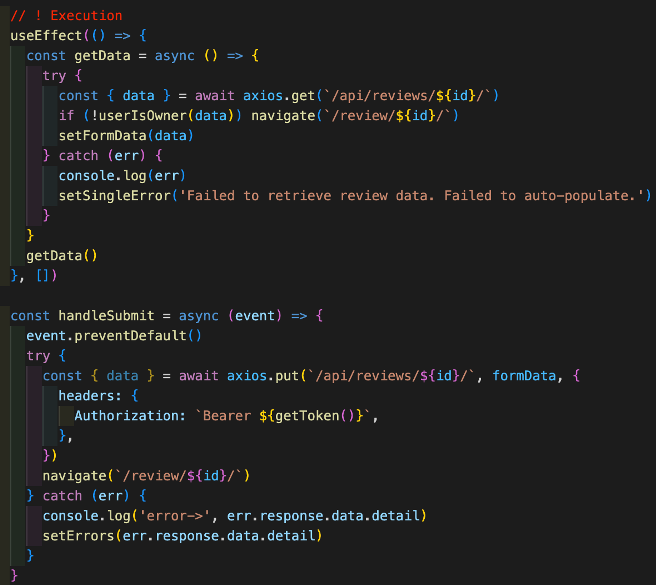 // ! Execution
useEffect(() => {
  const getData = async () => {
    try {
      const { data } = await axios.get(`/api/reviews/${id}/`)
      if (!userIsOwner(data)) navigate(`/review/${id}/`)
      setFormData(data)
    } catch (err) {
      console.log(err)
      setSingleError('Failed to retrieve review data. Failed to auto-populate.')
    }
  }
  getData()
}, [])

const handleSubmit = async (event) => {
  event.preventDefault()
  try {
    const { data } = await axios.put(`/api/reviews/${id}/`, formData, {
      headers: {
        Authorization: `Bearer ${getToken()}`,
      },
    })
    navigate(`/review/${id}/`)
  } catch (err) {
    console.log('error->', err.response.data.detail)
    setErrors(err.response.data.detail)
  }
}